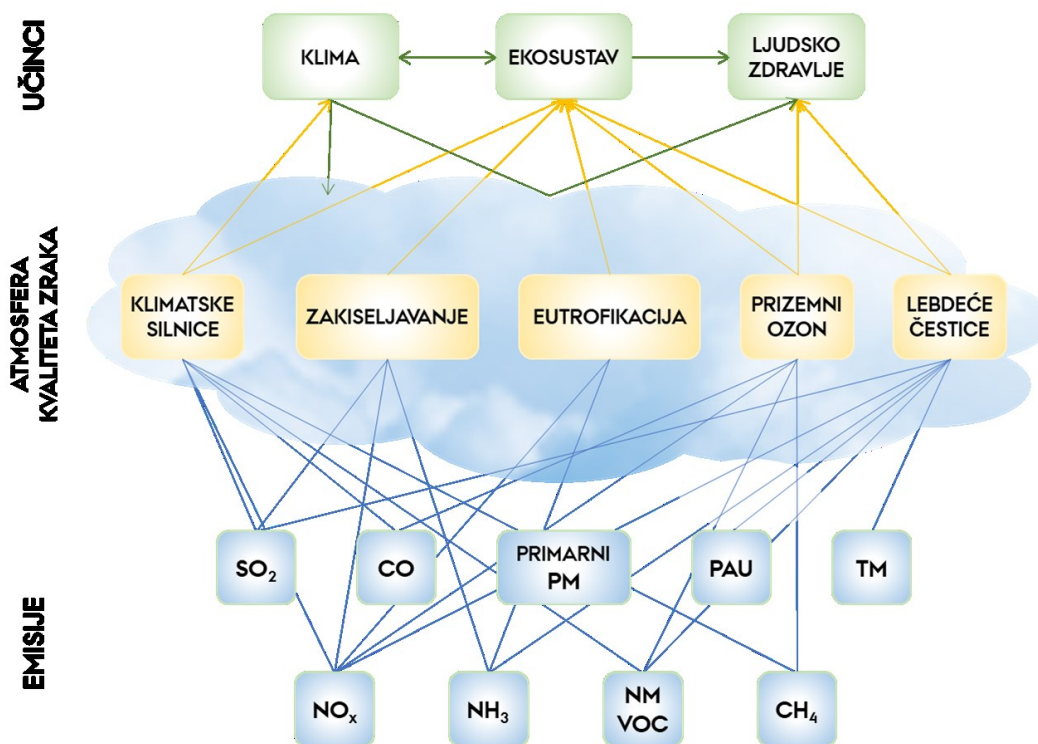 UČINCI
KLIMA
EKOSUSTAV
LJUDSKO
ZDRAVLJE
ATMOSFERA
KVALITETA ZRAKA
KLIMATSKE
SILNICE
ZAKISELJAVANJE
EUTROFIKACIJA
PRIZEMNI
OZON
LEBDEĆE
ČESTICE
EMISIJE
SO₂
CO
PRIMARNI
PM
PAU
TM
NOₓ
NH₃
NM
VOC
CH₄